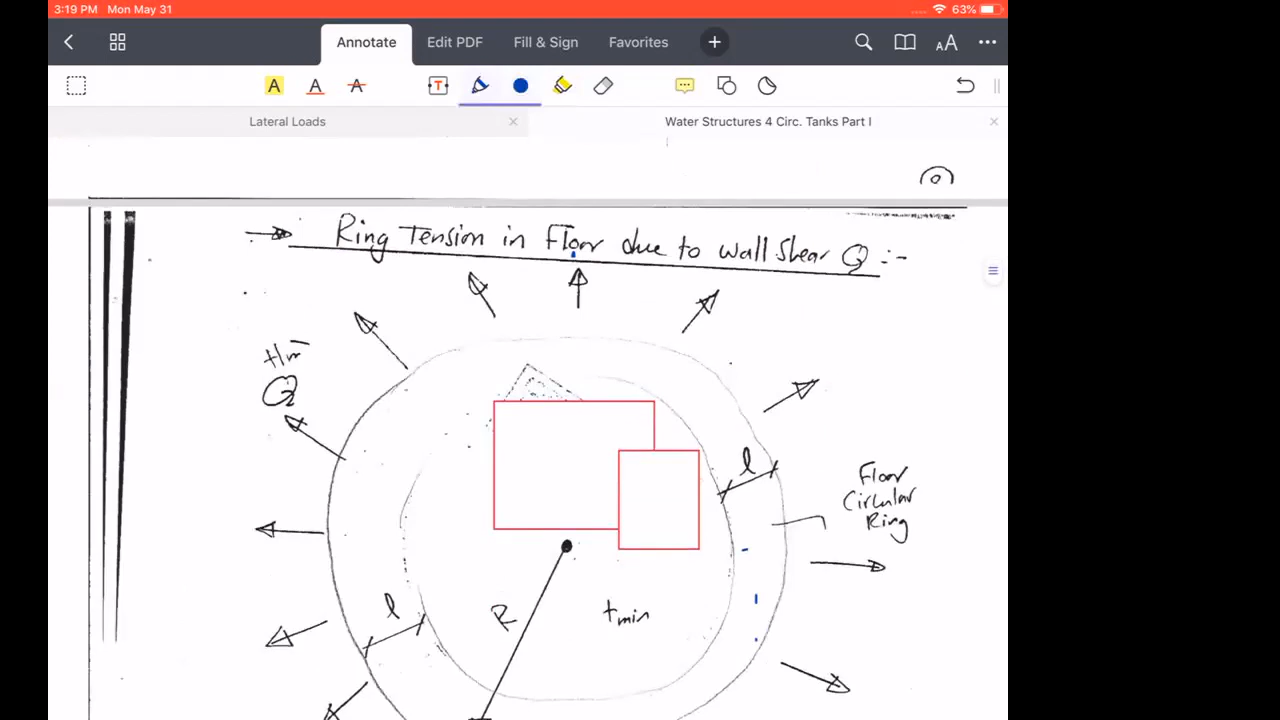 3:19 PM Mon May 31
63%
Annotate
Edit PDF
Fill & Sign
Favorites
AA
A A A T
Lateral Loads
Water Structures 4 Circ. Tanks Part I
Ring Tension in Floor due to wall shear Q :-
t/m
Q
l
Floor
Circular
Ring
l
R
tmin